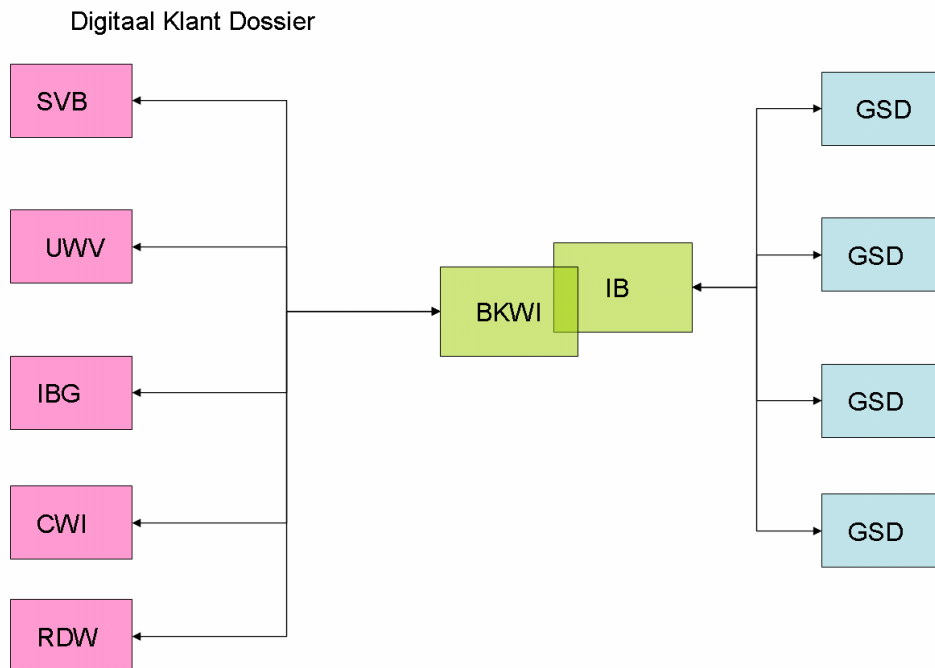 Digitaal Klant Dossier
SVB
UWV
IBG
CWI
RDW
BKWI
IB
GSD
GSD
GSD
GSD